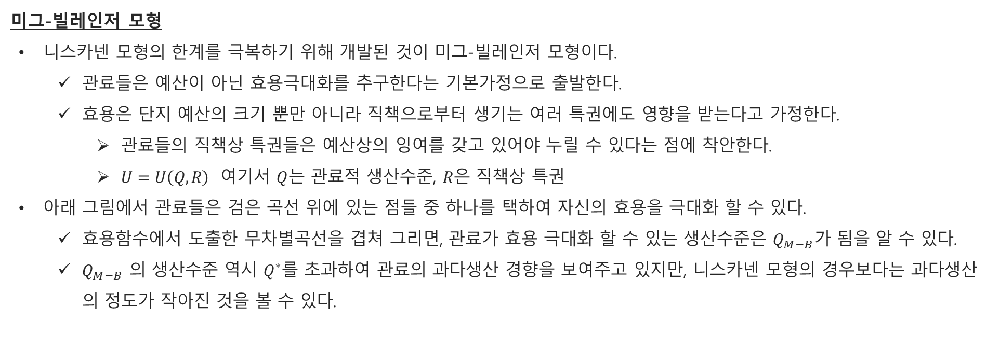 미그-빌레인저 모형
• 니스카넨 모형의 한계를 극복하기 위해 개발된 것이 미그-빌레인저 모형이다.
✓ 관료들은 예산이 아닌 효용극대화를 추구한다는 기본가정으로 출발한다.
✓ 효용은 단지 예산의 크기 뿐만 아니라 직책으로부터 생기는 여러 특권에도 영향을 받는다고 가정한다.
➢ 관료들의 직책상 특권들은 예산상의 잉여를 갖고 있어야 누릴 수 있다는 점에 착안한다.
➢ U = U(Q,R) 여기서 Q는 관료적 생산수준, R은 직책상 특권
• 아래 그림에서 관료들은 검은 곡선 위에 있는 점들 중 하나를 택하여 자신의 효용을 극대화 할 수 있다.
✓ 효용함수에서 도출한 무차별곡선을 겹쳐 그리면, 관료가 효용 극대화 할 수 있는 생산수준은 Q_{M-B}가 됨을 알 수 있다.
✓ Q_{M-B} 의 생산수준 역시 Q*를 초과하여 관료의 과다생산 경향을 보여주고 있지만, 니스카넨 모형의 경우보다는 과다생산
의 정도가 작아진 것을 볼 수 있다.